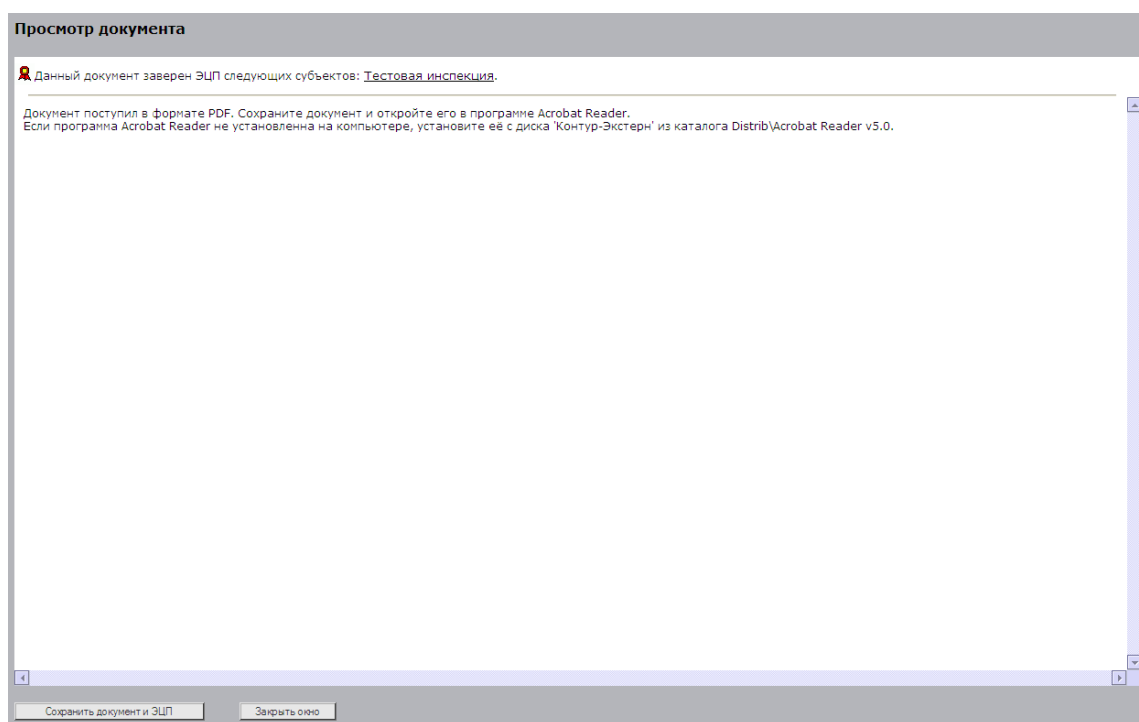 Просмотр документа
Данный документ заверен ЭЦП следующих субъектов: Тестовая инспекция.
Документ поступил в формате PDF. Сохраните документ и откройте его в программе Acrobat Reader.
Если программа Acrobat Reader не установленна на компьютере, установите её с диска 'Контур-Экстерн' из каталога Distrib\Acrobat Reader v5.0.
Сохранить документ и ЭЦП Закрыть окно